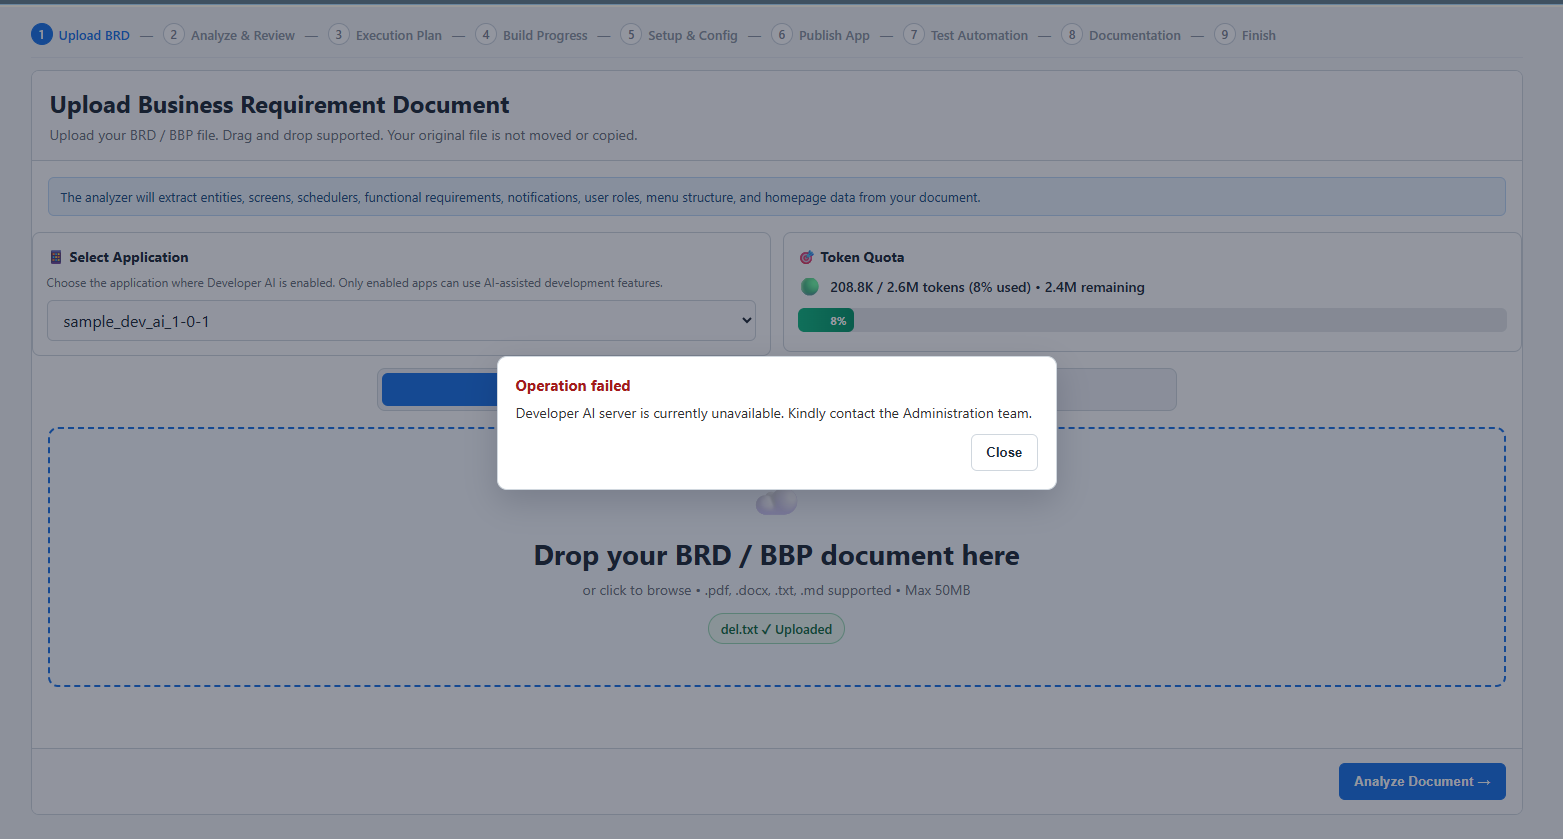 1 Upload BRD — 2 Analyze & Review — 3 Execution Plan — 4 Build Progress — 5 Setup & Config — 6 Publish App — 7 Test Automation — 8 Documentation — 9 Finish
Upload Business Requirement Document
Upload your BRD / BBP file. Drag and drop supported. Your original file is not moved or copied.
The analyzer will extract entities, screens, schedulers, functional requirements, notifications, user roles, menu structure, and homepage data from your document.
Select Application
Choose the application where Developer AI is enabled. Only enabled apps can use AI-assisted development features.
sample_dev_ai_1-0-1
Token Quota
208.8K / 2.6M tokens (8% used) • 2.4M remaining
8%
Operation failed
Developer AI server is currently unavailable. Kindly contact the Administration team.
Close
Drop your BRD / BBP document here
or click to browse • .pdf, .docx, .txt, .md supported • Max 50MB
del.txt ✓ Uploaded
Analyze Document →